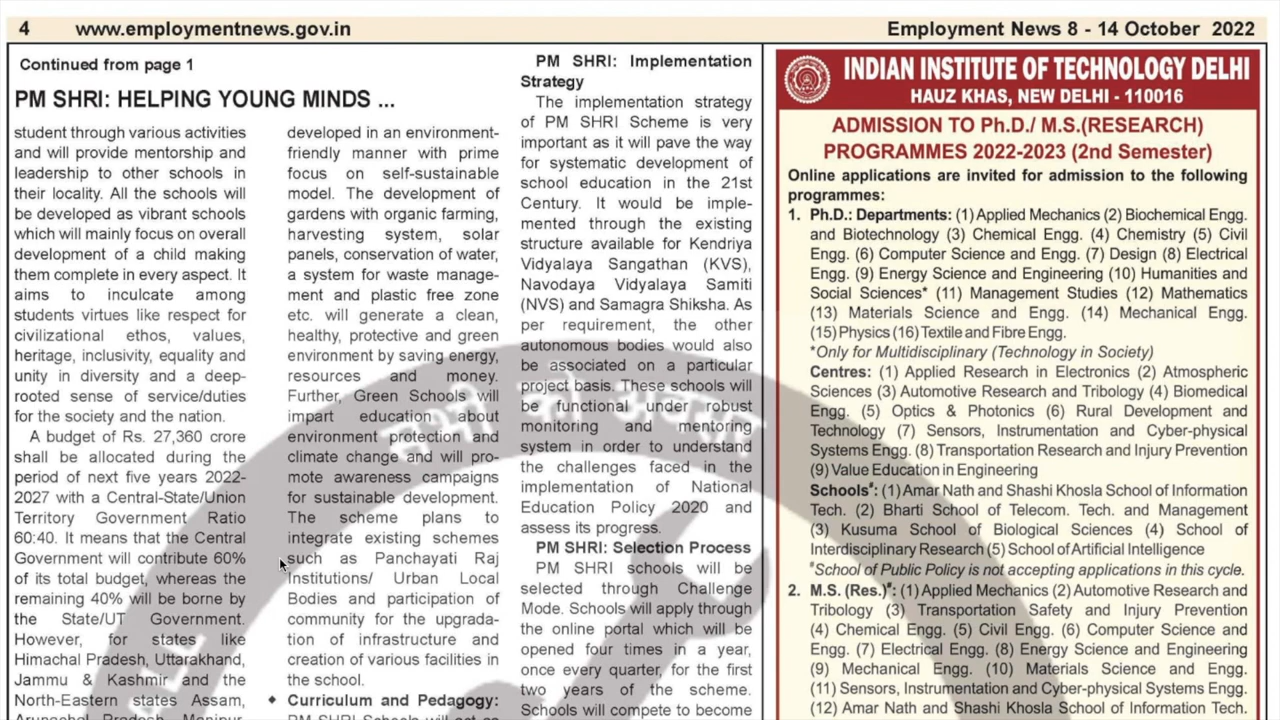 4 www.employmentnews.gov.in
Employment News 8 - 14 October 2022
Continued from page 1
PM SHRI: HELPING YOUNG MINDS ...
student through various activities
and will provide mentorship and
leadership to other schools in
their locality. All the schools will
be developed as vibrant schools
which will mainly focus on overall
development of a child making
them complete in every aspect. It
aims to inculcate among
students virtues like respect for
civilizational ethos, values,
heritage, inclusivity, equality and
unity in diversity and a deep-
rooted sense of service/duties
for the society and the nation.
A budget of Rs. 27,360 crore
shall be allocated during the
period of next five years 2022-
2027 with a Central-State/Union
Territory Government Ratio
60:40. It means that the Central
Government will contribute 60%
of its total budget, whereas the
remaining 40% will be borne by
the State/UT Government.
However, for states like
Himachal Pradesh, Uttarakhand,
Jammu & Kashmir and the
North-Eastern states Assam,
Arunachal Pradesh, Manipur,
developed in an environment-
friendly manner with prime
focus on self-sustainable
model. The development of
gardens with organic farming,
harvesting system, solar
panels, conservation of water,
a system for waste manage-
ment and plastic free zone
etc. will generate a clean,
healthy, protective and green
environment by saving energy,
resources and money.
Further, Green Schools will
impart education about
environment protection and
climate change and will pro-
mote awareness campaigns
for sustainable development.
The scheme plans to
integrate existing schemes
such as Panchayati Raj
Institutions/ Urban Local
Bodies and participation of
community for the upgrada-
tion of infrastructure and
creation of various facilities in
the school.
◆ Curriculum and Pedagogy:
PM SHRI Schools will act as
PM SHRI: Implementation
Strategy
The implementation strategy
of PM SHRI Scheme is very
important as it will pave the way
for systematic development of
school education in the 21st
Century. It would be imple-
mented through the existing
structure available for Kendriya
Vidyalaya Sangathan (KVS),
Navodaya Vidyalaya Samiti
(NVS) and Samagra Shiksha. As
per requirement, the other
autonomous bodies would also
be associated on a particular
project basis. These schools will
be functional under robust
monitoring and mentoring
system in order to understand
the challenges faced in the
implementation of National
Education Policy 2020 and
assess its progress.
PM SHRI: Selection Process
PM SHRI schools will be
selected through Challenge
Mode. Schools will apply through
the online portal which will be
opened four times in a year,
once every quarter, for the first
two years of the scheme.
Schools will compete to become
INDIAN INSTITUTE OF TECHNOLOGY DELHI
HAUZ KHAS, NEW DELHI - 110016
ADMISSION TO Ph.D./ M.S.(RESEARCH)
PROGRAMMES 2022-2023 (2nd Semester)
Online applications are invited for admission to the following
programmes:
1. Ph.D.: Departments: (1) Applied Mechanics (2) Biochemical Engg.
and Biotechnology (3) Chemical Engg. (4) Chemistry (5) Civil
Engg. (6) Computer Science and Engg. (7) Design (8) Electrical
Engg. (9) Energy Science and Engineering (10) Humanities and
Social Sciences* (11) Management Studies (12) Mathematics
(13) Materials Science and Engg. (14) Mechanical Engg.
(15) Physics (16) Textile and Fibre Engg.
*Only for Multidisciplinary (Technology in Society)
Centres: (1) Applied Research in Electronics (2) Atmospheric
Sciences (3) Automotive Research and Tribology (4) Biomedical
Engg. (5) Optics & Photonics (6) Rural Development and
Technology (7) Sensors, Instrumentation and Cyber-physical
Systems Engg. (8) Transportation Research and Injury Prevention
(9) Value Education in Engineering
Schools#: (1) Amar Nath and Shashi Khosla School of Information
Tech. (2) Bharti School of Telecom. Tech. and Management
(3) Kusuma School of Biological Sciences (4) School of
Interdisciplinary Research (5) School of Artificial Intelligence
#School of Public Policy is not accepting applications in this cycle.
2. M.S. (Res.)#: (1) Applied Mechanics (2) Automotive Research and
Tribology (3) Transportation Safety and Injury Prevention
(4) Chemical Engg. (5) Civil Engg. (6) Computer Science and
Engg. (7) Electrical Engg. (8) Energy Science and Engineering
(9) Mechanical Engg. (10) Materials Science and Engg.
(11) Sensors, Instrumentation and Cyber-physical Systems Engg.
(12) Amar Nath and Shashi Khosla School of Information Tech.